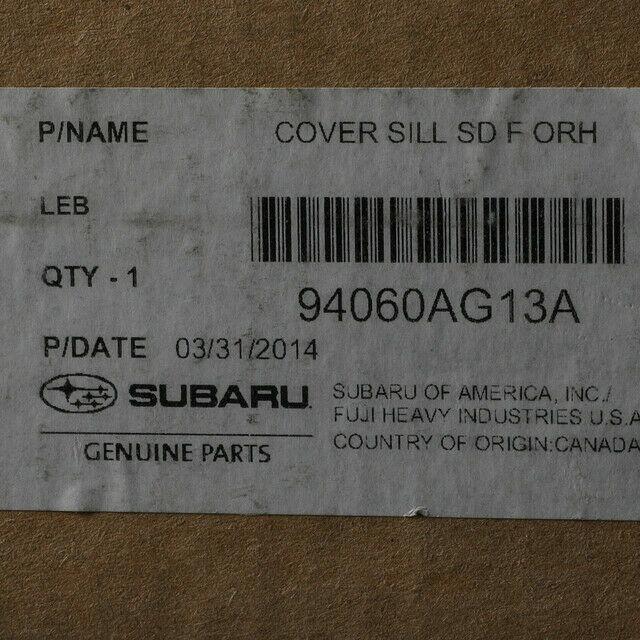 P/NAME COVER SILL SD F ORH
LEB
QTY - 1
94060AG13A
P/DATE 03/31/2014
SUBARU
GENUINE PARTS
SUBARU OF AMERICA, INC./
FUJI HEAVY INDUSTRIES U.S.A
COUNTRY OF ORIGIN:CANADA